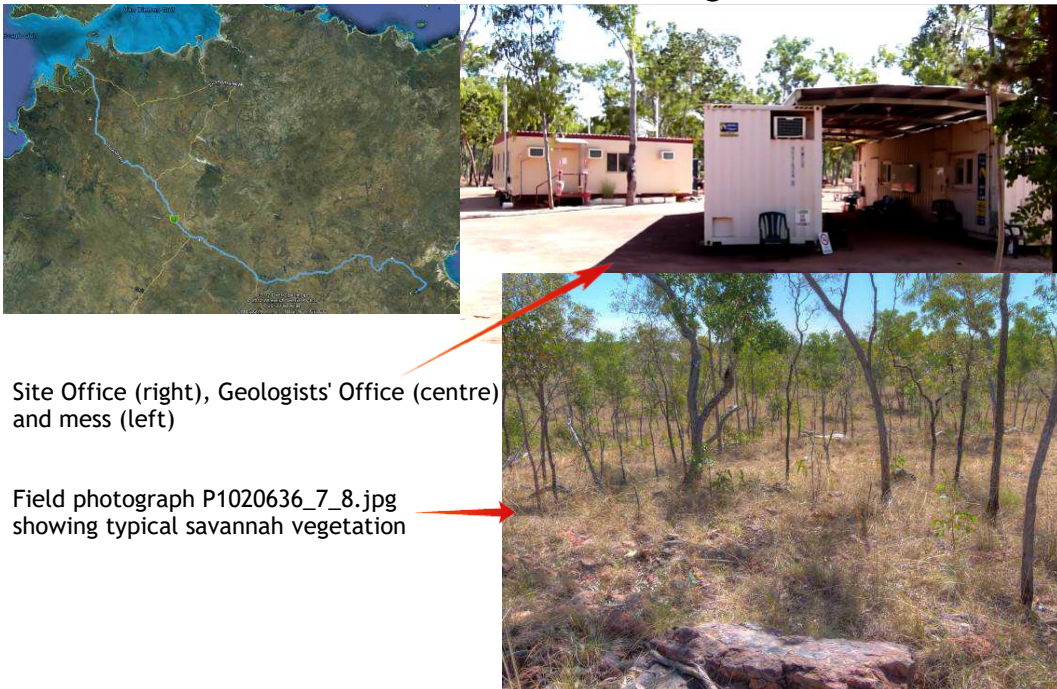 Site Office (right), Geologists' Office (centre)
and mess (left)
Field photograph P1020636_7_8.jpg
showing typical savannah vegetation